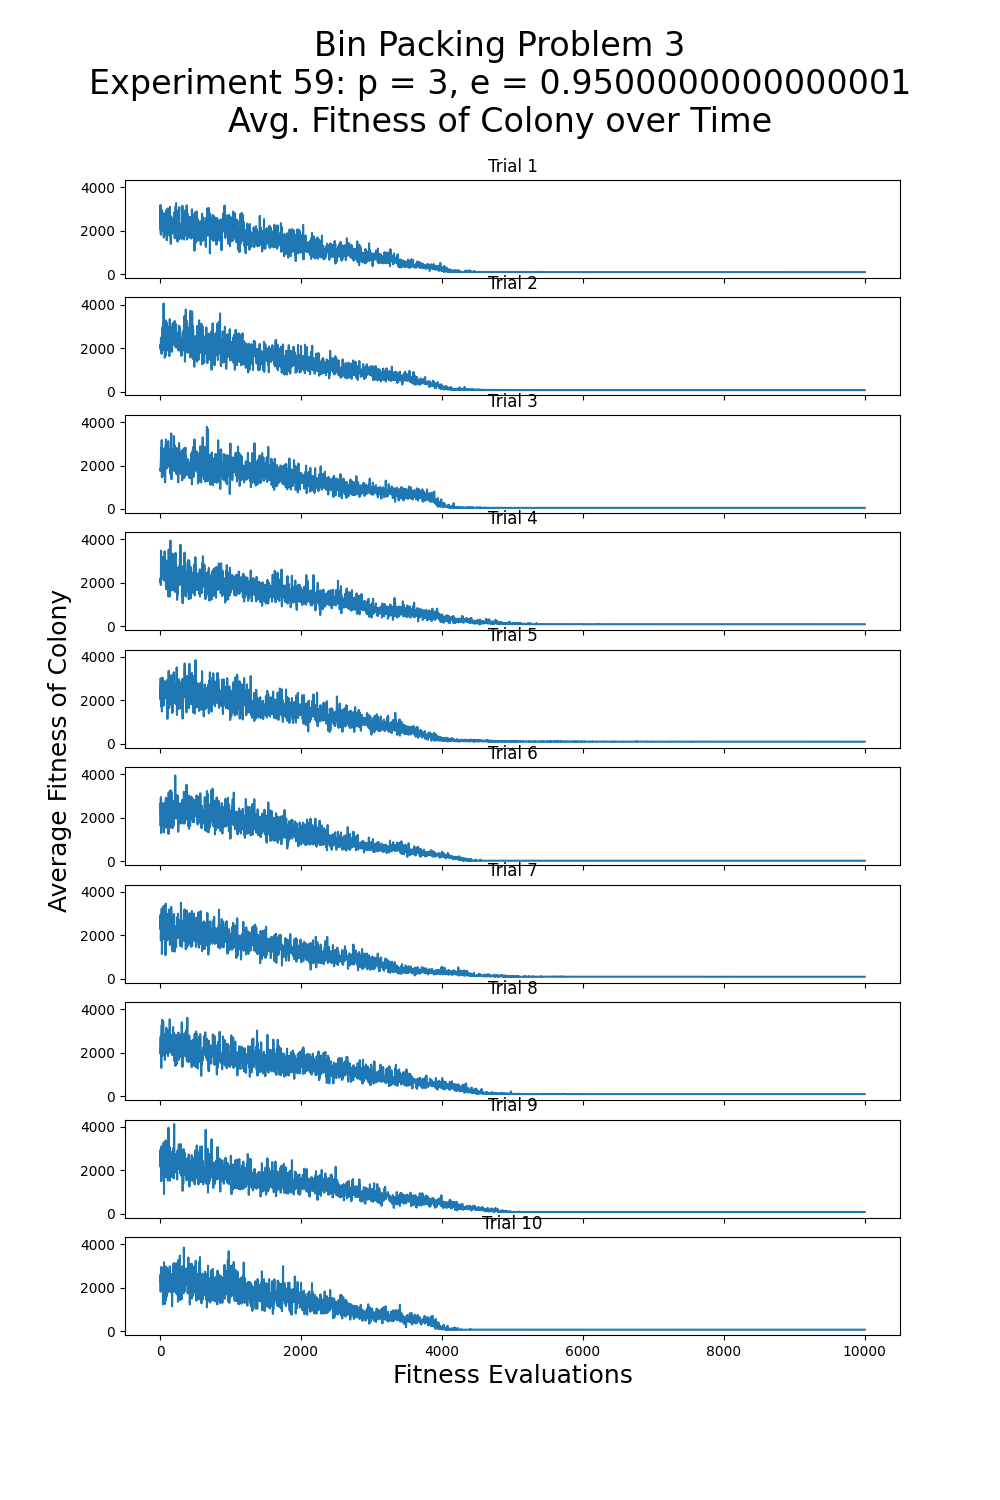 Bin Packing Problem 3
Experiment 59: p = 3, e = 0.9500000000000001
Avg. Fitness of Colony over Time
Trial 1
4000
2000
0
Trial 2
4000
2000
0
Trial 3
4000
2000
0
Trial 4
4000
2000
0
Trial 5
4000
2000
0
Trial 6
4000
2000
0
Trial 7
4000
2000
0
Trial 8
4000
2000
0
Trial 9
4000
2000
0
Trial 10
4000
2000
0
0 2000 4000 6000 8000 10000
Fitness Evaluations
Average Fitness of Colony